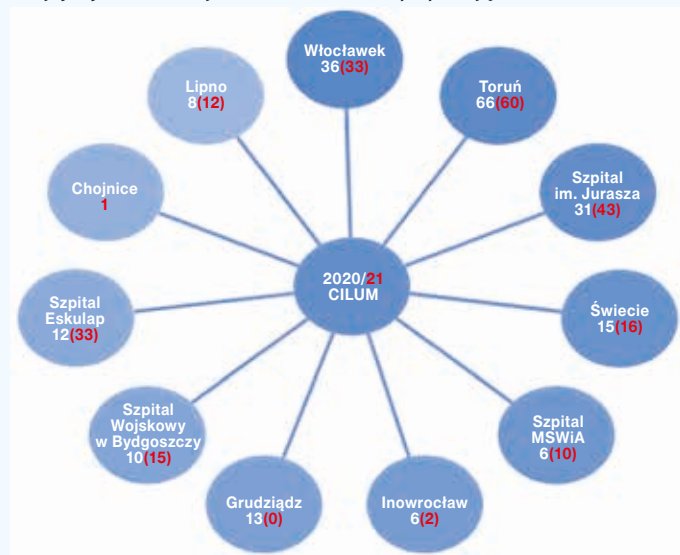 Włocławek
36(33)
Toruń
66(60)
Szpital
im. Jurasza
31(43)
Świecie
15(16)
Szpital
MSWiA
6(10)
Inowrocław
6(2)
Grudziądz
13(0)
Szpital
Wojskowy
w Bydgoszczy
10(15)
Szpital
Eskulap
12(33)
Chojnice
1
Lipno
8(12)
2020/21
CILUM